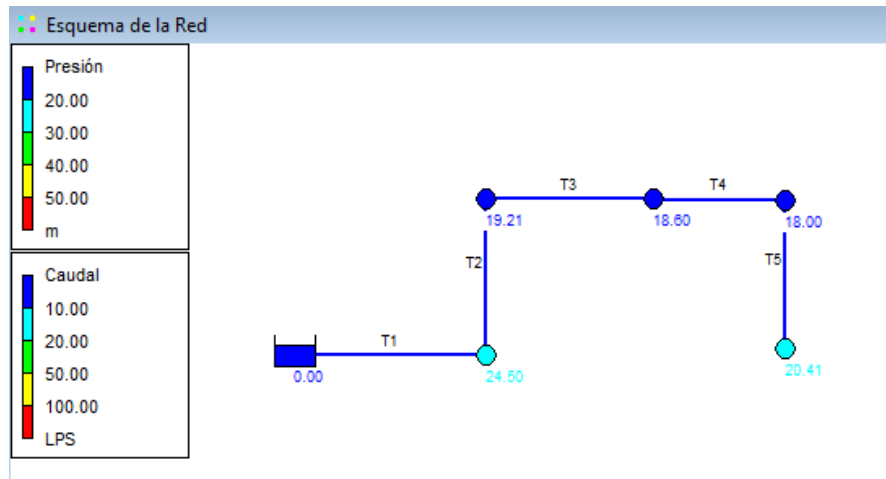 Esquema de la Red
Presión
20.00
30.00
40.00
50.00
m
Caudal
10.00
20.00
50.00
100.00
LPS
T3
T4
19.21
18.60
18.00
T2
T5
T1
0.00
24.50
20.41